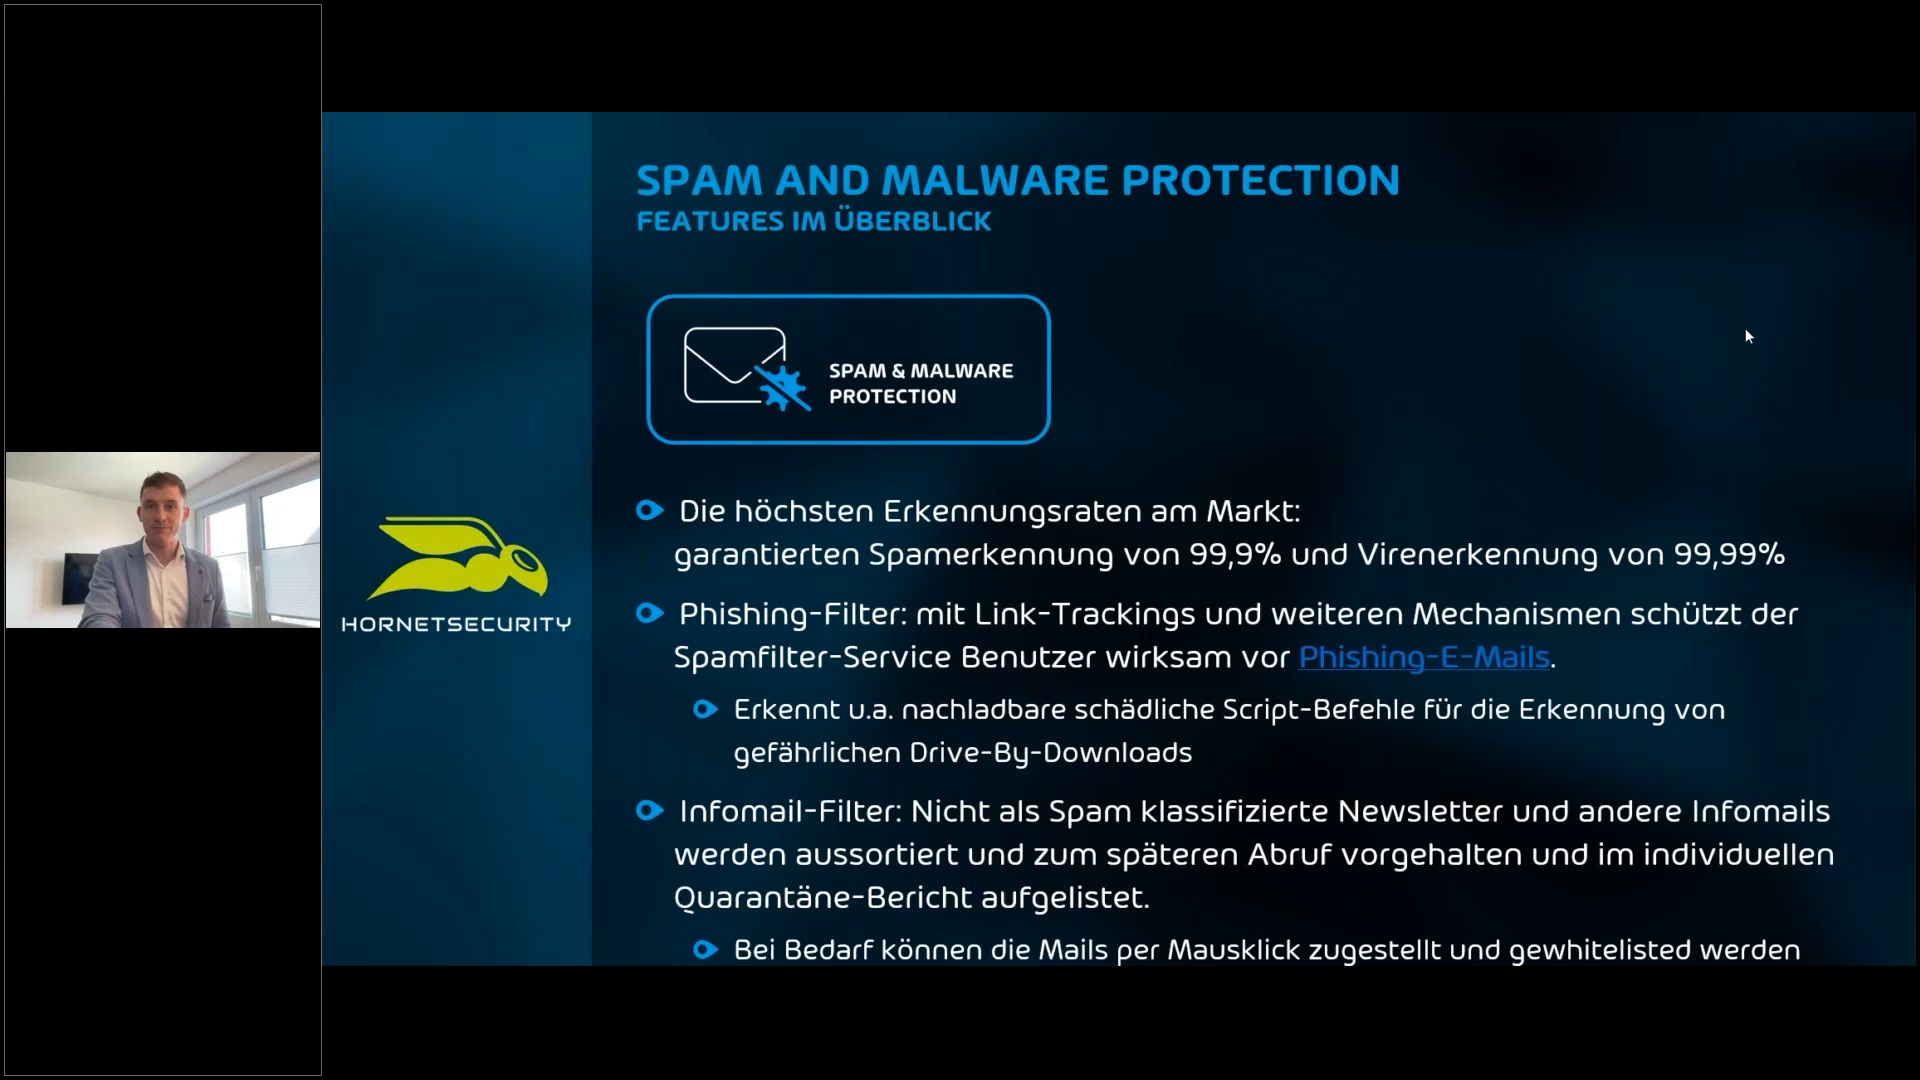 SPAM AND MALWARE PROTECTION
FEATURES IM ÜBERBLICK
SPAM & MALWARE
PROTECTION
Die höchsten Erkennungsraten am Markt:
garantierten Spamerkennung von 99,9% und Virenerkennung von 99,99%
Phishing-Filter: mit Link-Trackings und weiteren Mechanismen schützt der
Spamfilter-Service Benutzer wirksam vor Phishing-E-Mails.
Erkennt u.a. nachladbare schädliche Script-Befehle für die Erkennung von
gefährlichen Drive-By-Downloads
Infomail-Filter: Nicht als Spam klassifizierte Newsletter und andere Infomails
werden aussortiert und zum späteren Abruf vorgehalten und im individuellen
Quarantäne-Bericht aufgelistet.
Bei Bedarf können die Mails per Mausklick zugestellt und gewhitelisted werden
HORNETSECURITY